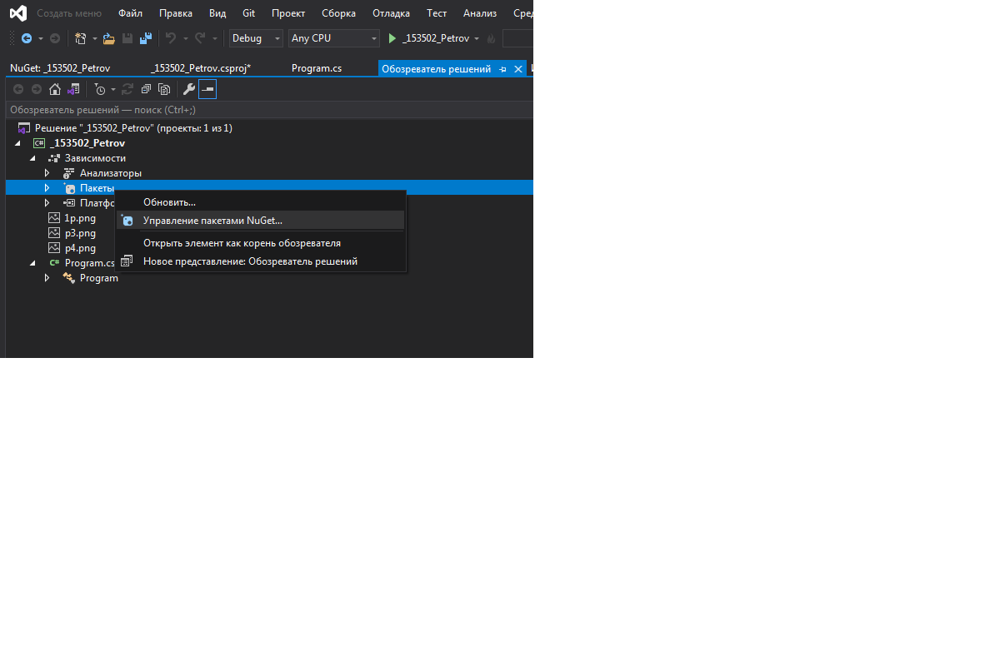 Создать меню Файл Правка Вид Git Проект Сборка Отладка Тест Анализ Сред
Debug Any CPU _153502_Petrov
NuGet: _153502_Petrov _153502_Petrov.csproj* Program.cs Обозреватель решений
Обозреватель решений — поиск (Ctrl+;)
Решение "_153502_Petrov" (проекты: 1 из 1)
C# _153502_Petrov
Зависимости
Анализаторы
Пакеты
Платфо
1p.png
p3.png
p4.png
C# Program.cs
Program
Обновить...
Управление пакетами NuGet...
Открыть элемент как корень обозревателя
Новое представление: Обозреватель решений